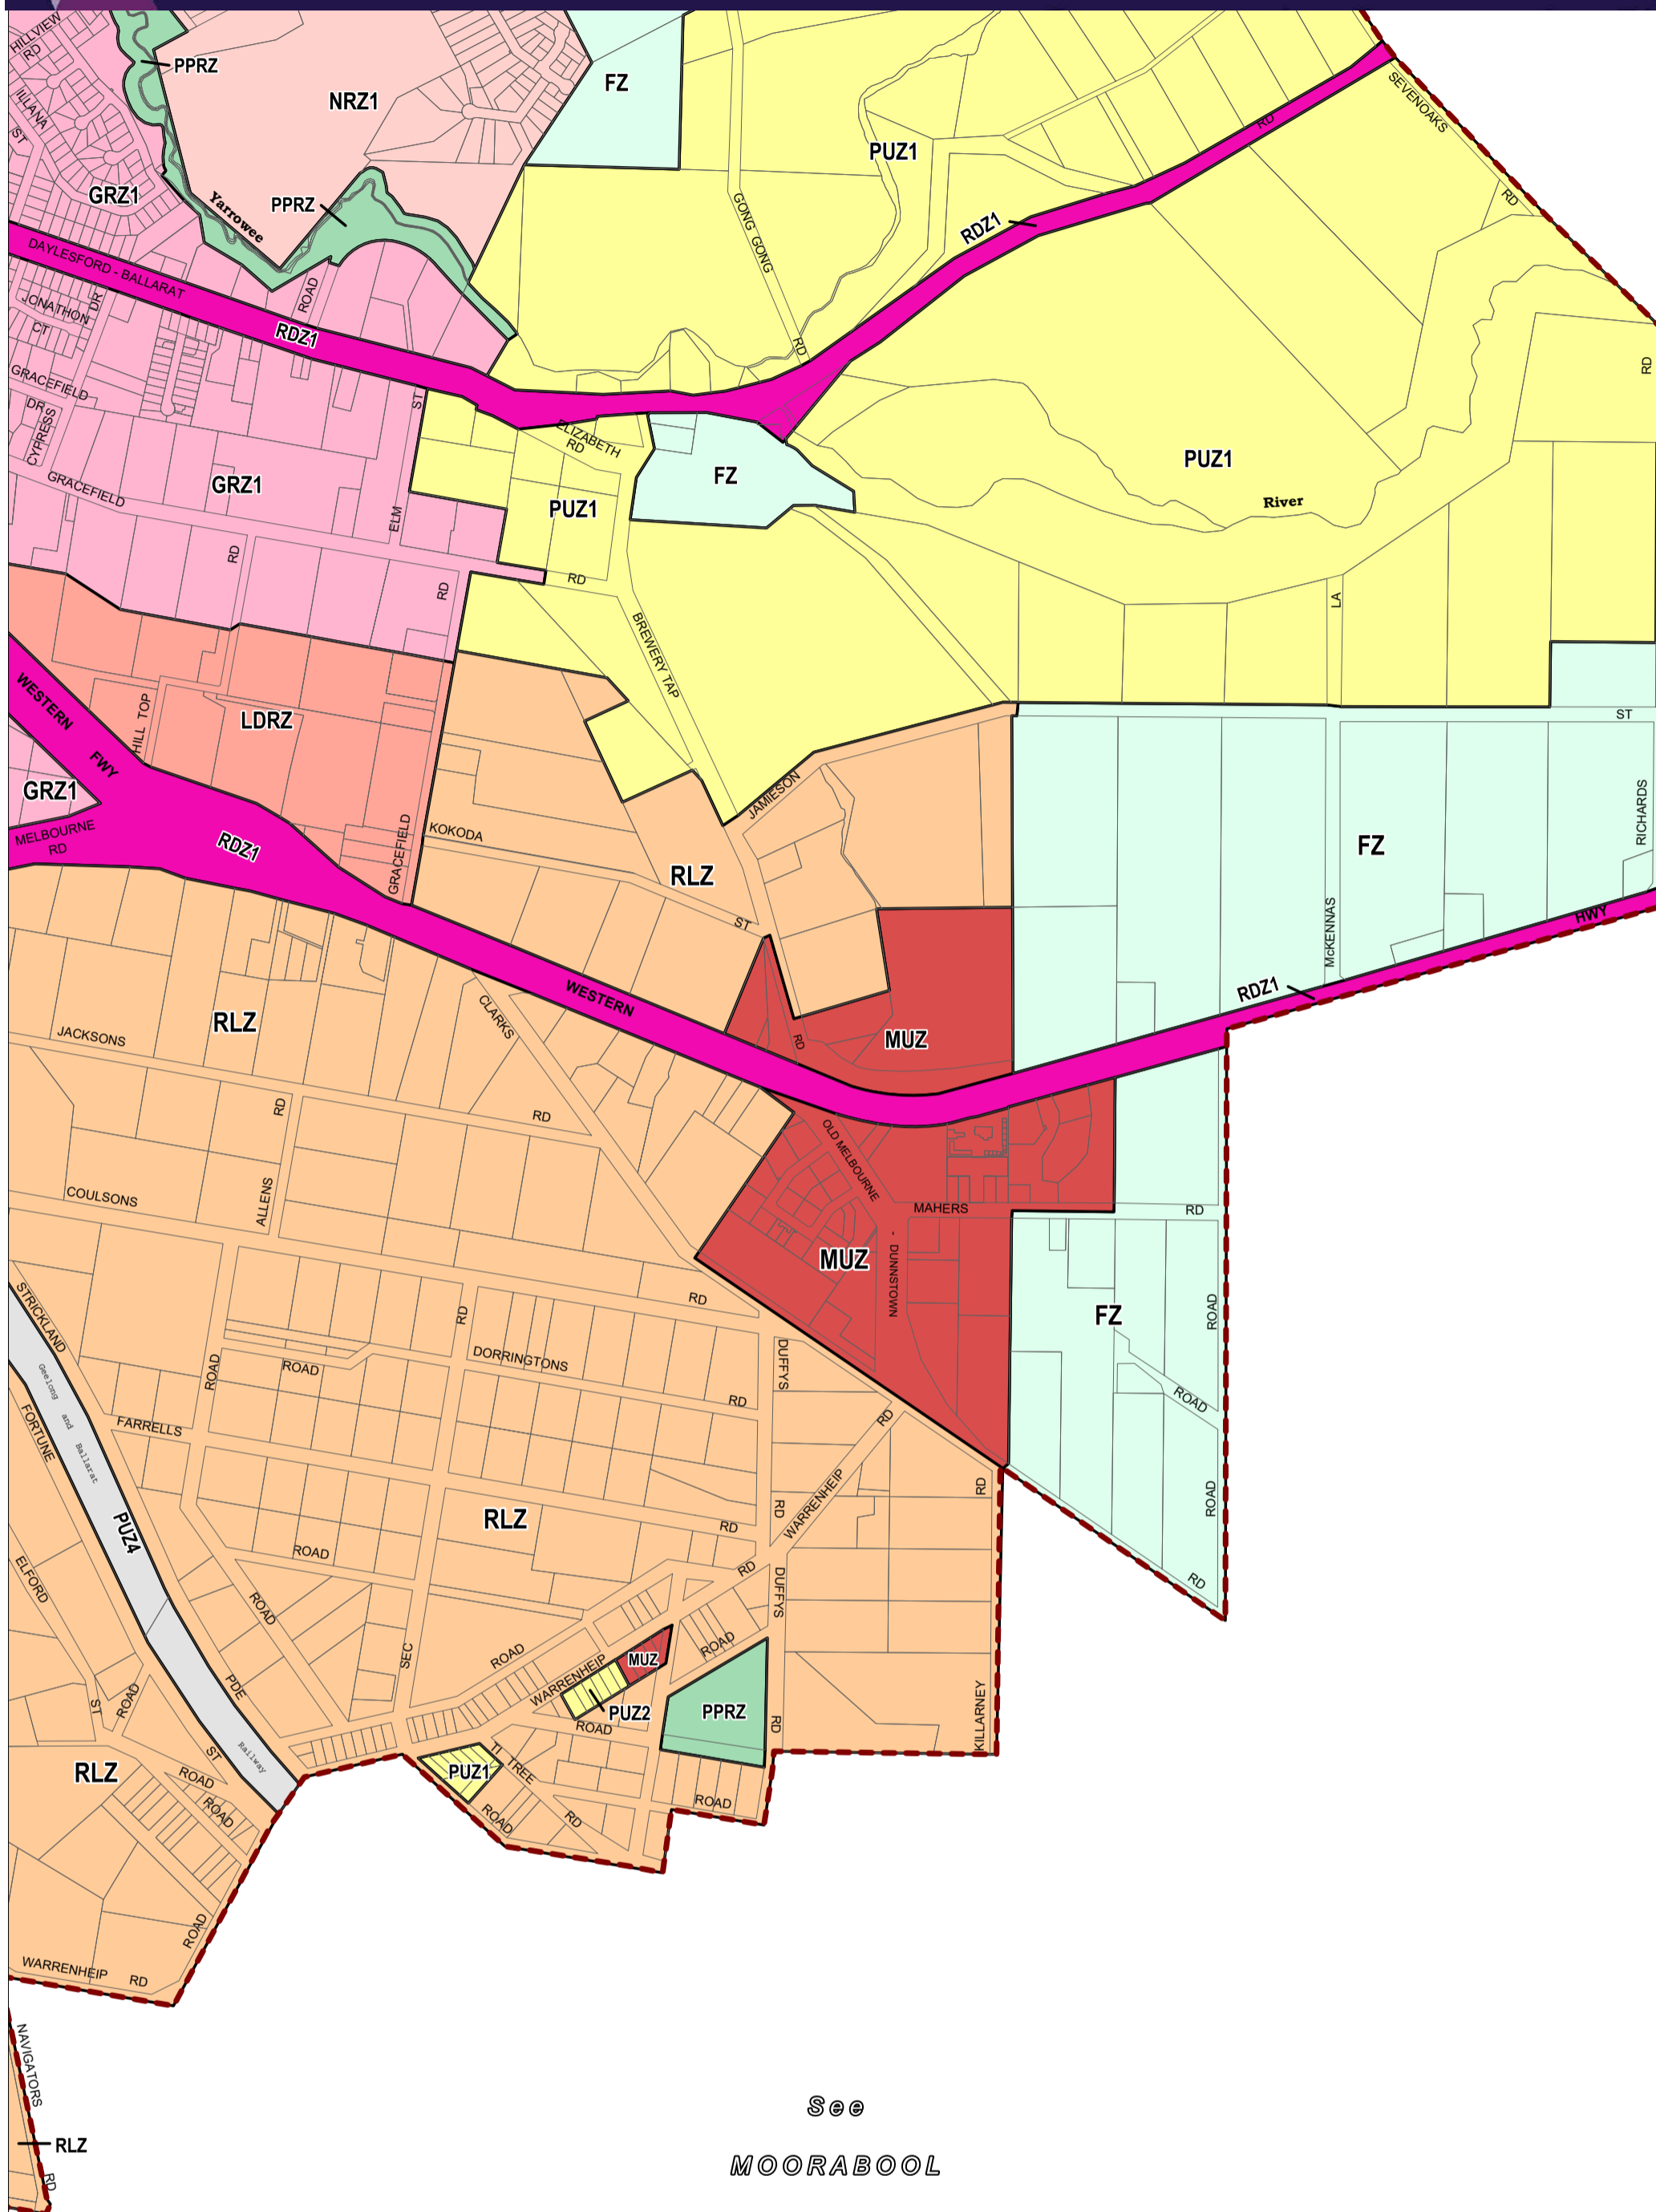 HILLVIEW
RD
PPRZ
NRZ1
FZ
PUZ1
RD
SEVENOAKS
RD
ILLANA
ST
GRZ1
Yarrowee
PPRZ
GONG GONG
RD
RDZ1
DAYLESFORD - BALLARAT
ROAD
JONATHON
CT
DR
RDZ1
RD
GRACEFIELD
DR
CYPRESS
ST
ELIZABETH
RD
FZ
PUZ1
River
GRACEFIELD
GRZ1
ELM
PUZ1
RD
RD
RD
LA
BREWERY TAP
WESTERN
FWY
HILL TOP
LDRZ
ST
GRZ1
MELBOURNE
RD
RDZ1
GRACEFIELD
KOKODA
JAMIESON
RLZ
ST
FZ
RICHARDS
McKENNAS
HWY
RDZ1
RLZ
JACKSONS
CLARKS
WESTERN
RD
MUZ
RD
RD
OLD MELBOURNE
COULSONS
ALLENS
MAHERS
RD
- DUNNSTOWN
MUZ
FZ
ROAD
STRICKLAND
RD
RD
DORRINGTONS
RD
DUFFYS
ROAD
ROAD
ROAD
Geelong and Ballarat
FORTUNE
FARRELLS
RD
WARRENHEIP
RD
RD
ROAD
PUZ4
RLZ
RD
ROAD
ELFORD
ROAD
RD
DUFFYS
RD
SEC
ROAD
WARRENHEIP
MUZ
ROAD
PDE
ST
ROAD
PUZ2
ROAD
PPRZ
RD
KILLARNEY
Railway
ST
RLZ
ROAD
ROAD
PUZ1
TI TREE
ROAD
RD
ROAD
ROAD
WARRENHEIP
RD
NAVIGATORS
RLZ
RD
See
MOORABOOL